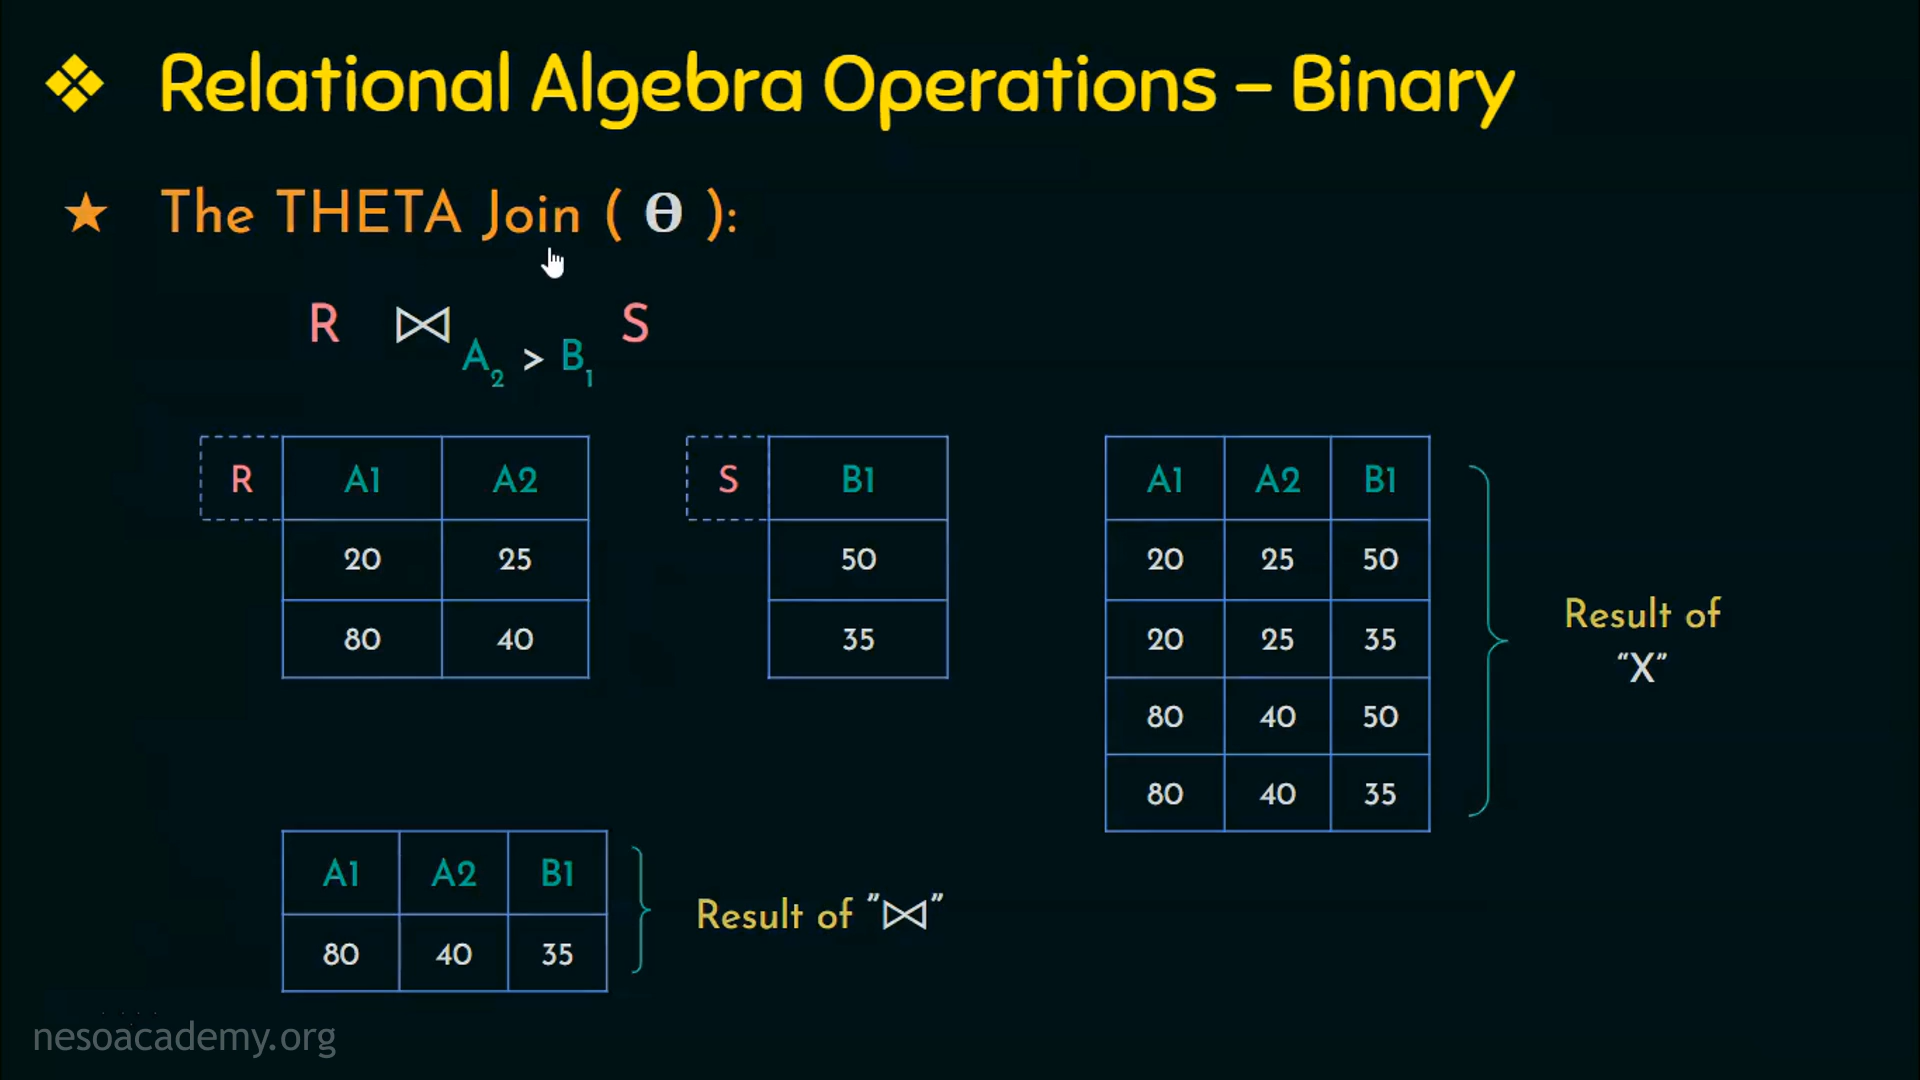 ❖ Relational Algebra Operations – Binary
★ The THETA Join ( θ ):
R ⋈ A₂ > B₁ S
R A1 A2
20 25
80 40
S B1
50
35
A1 A2 B1
20 25 50
20 25 35
80 40 50
80 40 35
Result of
“X”
A1 A2 B1
80 40 35
Result of ”⋈”
nesoacademy.org